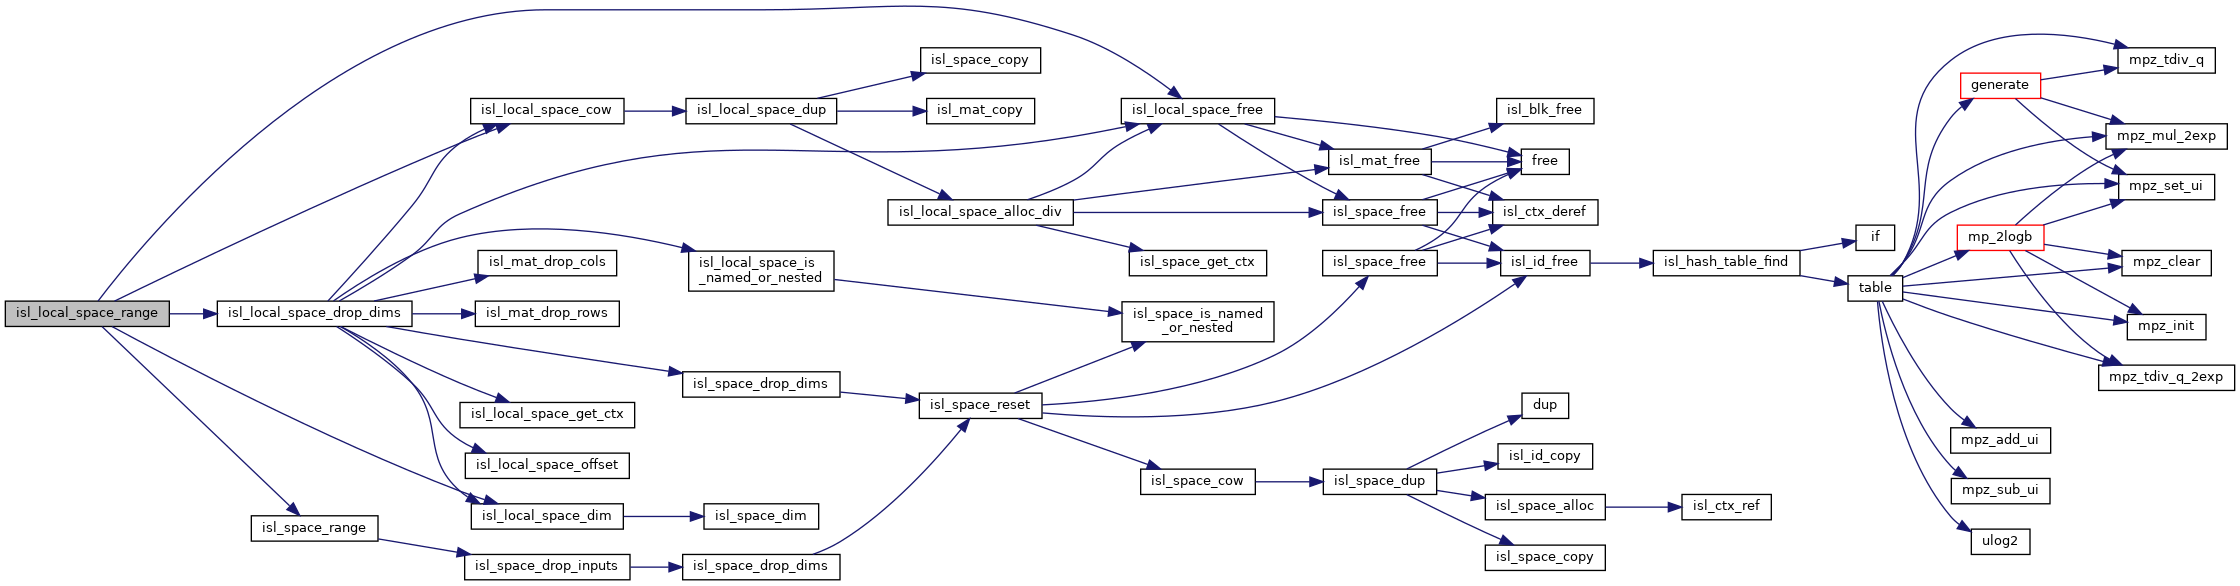 isl_local_space_range
isl_local_space_cow
isl_local_space_drop_dims
isl_mat_drop_cols
isl_mat_drop_rows
isl_local_space_get_ctx
isl_local_space_offset
isl_local_space_dim
isl_space_range
isl_space_drop_inputs
isl_local_space_dup
isl_local_space_is
_named_or_nested
isl_space_drop_dims
isl_space_dim
isl_space_drop_dims
isl_space_copy
isl_mat_copy
isl_local_space_alloc_div
isl_space_reset
isl_local_space_free
isl_space_get_ctx
isl_space_is_named
_or_nested
isl_space_cow
isl_mat_free
isl_space_free
isl_space_free
isl_space_dup
isl_blk_free
free
isl_ctx_deref
isl_id_free
dup
isl_id_copy
isl_space_alloc
isl_space_copy
isl_hash_table_find
isl_ctx_ref
if
table
generate
mp_2logb
mpz_add_ui
mpz_sub_ui
ulog2
mpz_tdiv_q
mpz_mul_2exp
mpz_set_ui
mpz_clear
mpz_init
mpz_tdiv_q_2exp